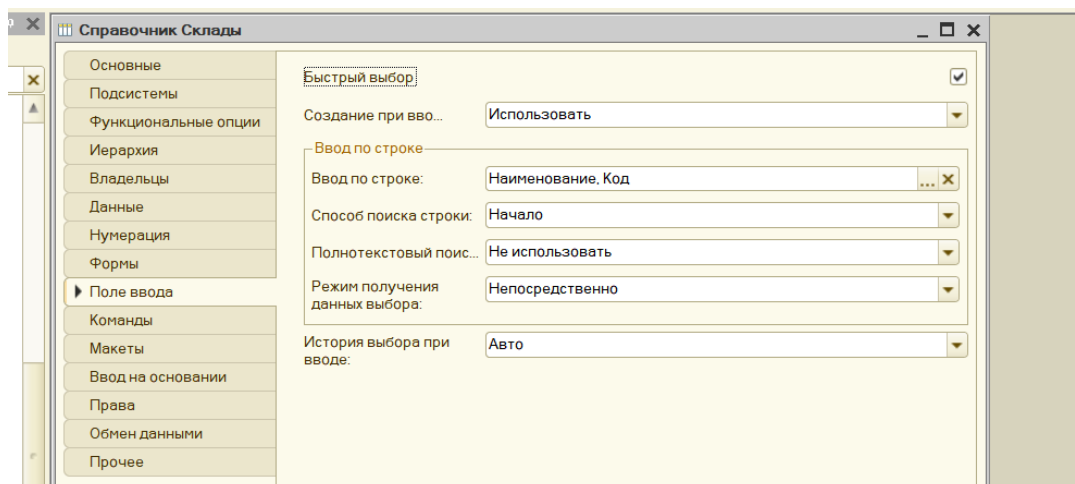 Справочник Склады
Основные
Подсистемы
Функциональные опции
Иерархия
Владельцы
Данные
Нумерация
Формы
Поле ввода
Команды
Макеты
Ввод на основании
Права
Обмен данными
Прочее
Быстрый выбор
Создание при вво... Использовать
Ввод по строке
Ввод по строке: Наименование, Код ...
Способ поиска строки: Начало
Полнотекстовый поис... Не использовать
Режим получения данных выбора: Непосредственно
История выбора при вводе: Авто